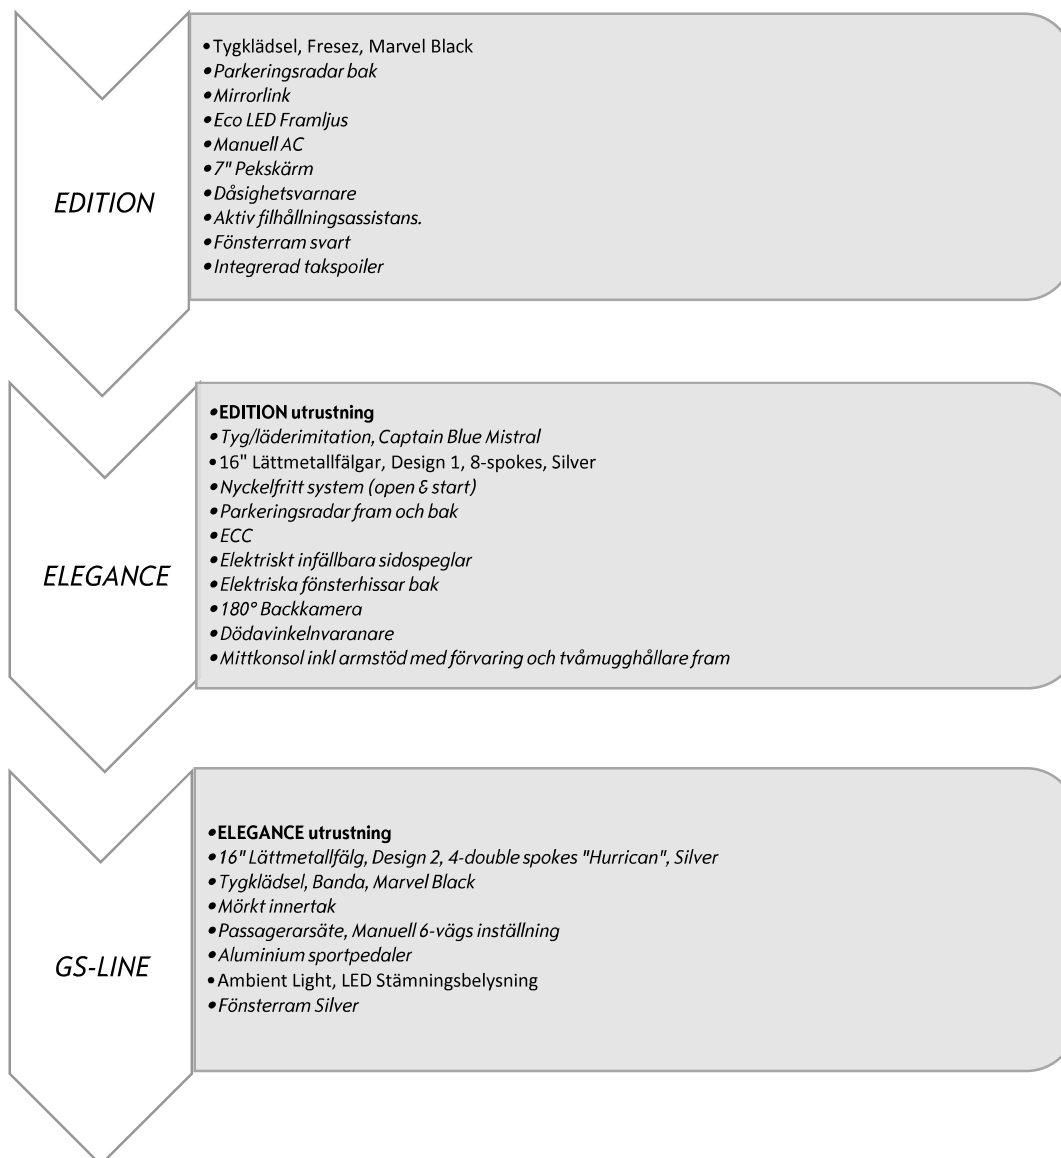 EDITION
•Tygklädsel, Fresez, Marvel Black
•Parkeringsradar bak
•Mirrorlink
•Eco LED Framljus
•Manuell AC
•7" Pekskärm
•Dåsighetsvarnare
•Aktiv filhållningsassistans.
•Fönsterram svart
•Integrerad takspoiler
ELEGANCE
•EDITION utrustning
•Tyg/läderimitation, Captain Blue Mistral
•16" Lättmetallfälgar, Design 1, 8-spokes, Silver
•Nyckelfritt system (open & start)
•Parkeringsradar fram och bak
•ECC
•Elektriskt infällbara sidospeglar
•Elektriska fönsterhissar bak
•180° Backkamera
•Dödavinkelnvaranare
•Mittkonsol inkl armstöd med förvaring och tvåmugghållare fram
GS-LINE
•ELEGANCE utrustning
•16" Lättmetallfälg, Design 2, 4-double spokes "Hurrican", Silver
•Tygklädsel, Banda, Marvel Black
•Mörkt innertak
•Passagerarsäte, Manuell 6-vägs inställning
•Aluminium sportpedaler
•Ambient Light, LED Stämningsbelysning
•Fönsterram Silver